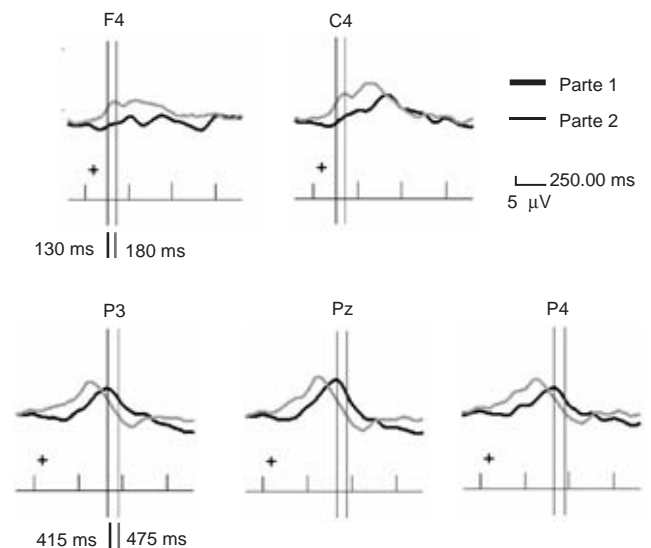 F4
C4
Parte 1
Parte 2
250.00 ms
5 μV
+
+
130 ms
180 ms
P3
Pz
P4
+
+
+
415 ms
475 ms